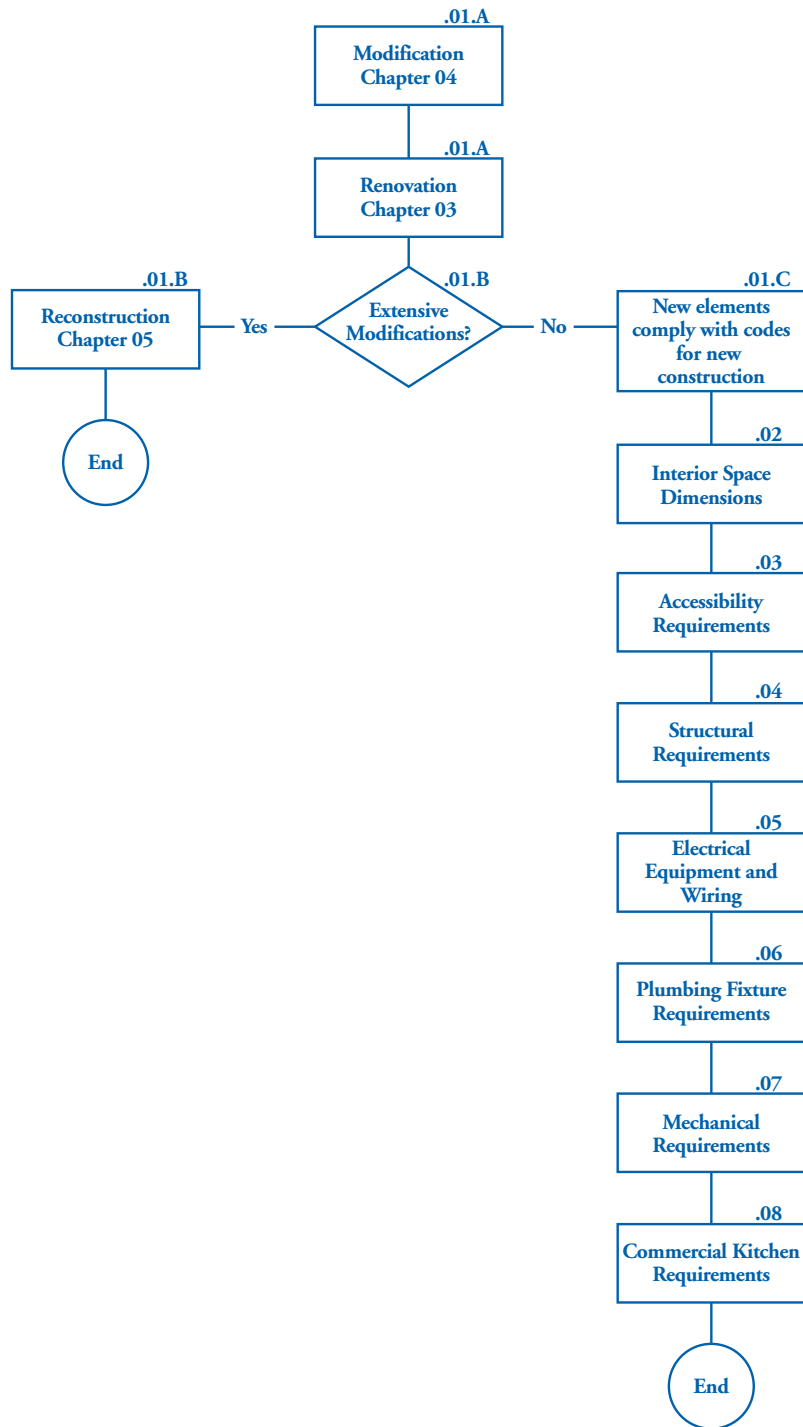 .01.A
Modification
Chapter 04
.01.A
Renovation
Chapter 03
.01.B
Extensive
Modifications?
Yes
.01.B
Reconstruction
Chapter 05
End
No
.01.C
New elements
comply with codes
for new
construction
.02
Interior Space
Dimensions
.03
Accessibility
Requirements
.04
Structural
Requirements
.05
Electrical
Equipment and
Wiring
.06
Plumbing Fixture
Requirements
.07
Mechanical
Requirements
.08
Commercial Kitchen
Requirements
End